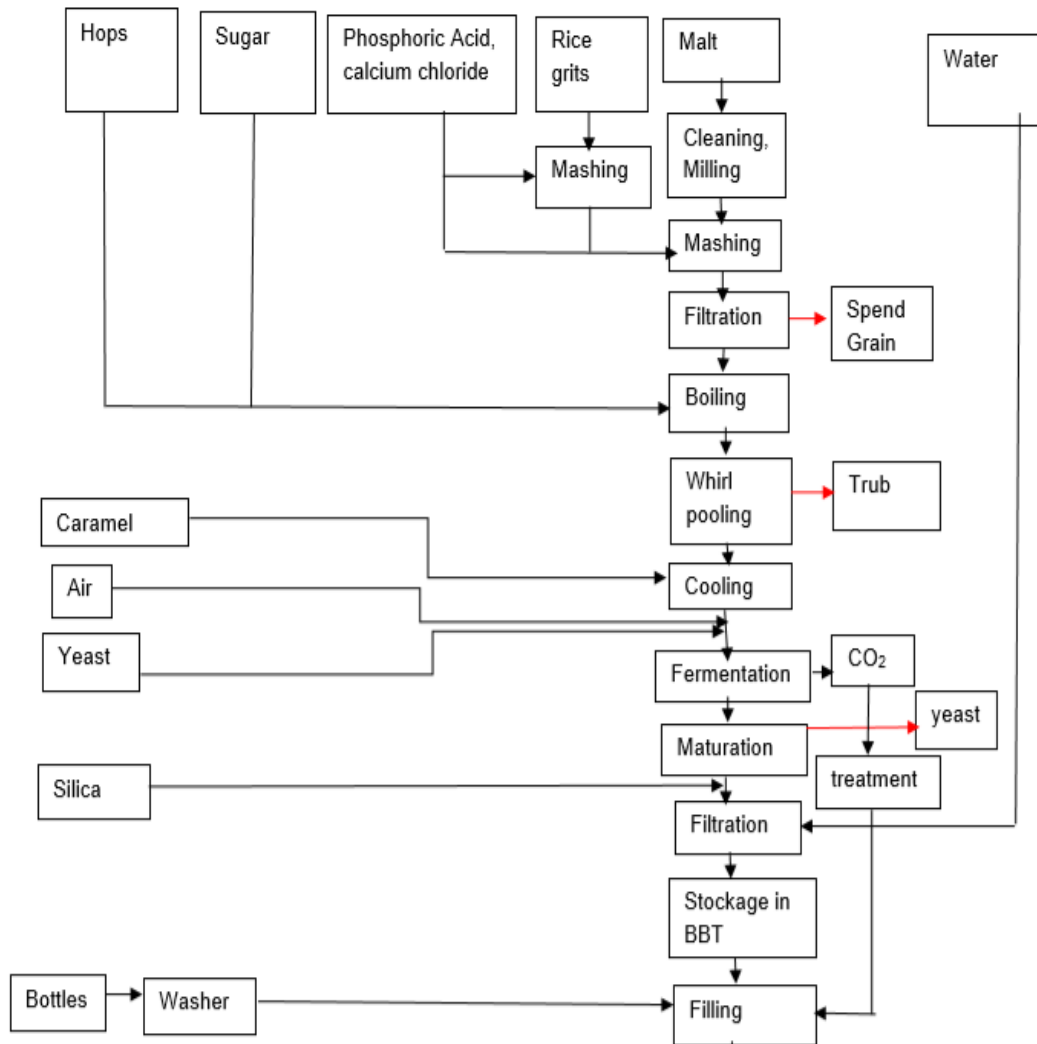 Hops
Sugar
Phosphoric Acid,
calcium chloride
Rice
grits
Malt
Water
Cleaning,
Milling
Mashing
Mashing
Filtration
Spend
Grain
Boiling
Whirl
pooling
Trub
Caramel
Cooling
Air
Yeast
Fermentation
CO₂
yeast
Maturation
treatment
Silica
Filtration
Stockage in
BBT
Bottles
Washer
Filling